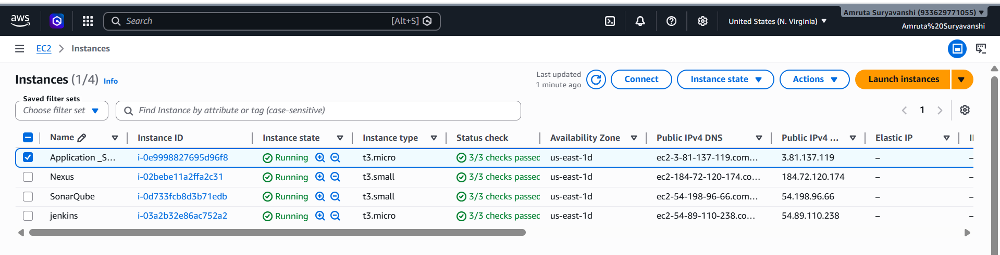 aws
Search [Alt+S]
United States (N. Virginia)
Amruta Suryavanshi (933629771055)
Amruta%20Suryavanshi
EC2 Instances
Instances (1/4) Info
Last updated
1 minute ago
Connect Instance state Actions Launch instances
Saved filter sets
Choose filter set
Find Instance by attribute or tag (case-sensitive)
1
Name Instance ID Instance state Instance type Status check Availability Zone Public IPv4 DNS Public IPv4 ... Elastic IP
Application _S... i-0e9998827695d96f8 Running t3.micro 3/3 checks passed us-east-1d ec2-3-81-137-119.com... 3.81.137.119 –
Nexus i-02bebe11a2ffa2c31 Running t3.small 3/3 checks passed us-east-1d ec2-184-72-120-174.co... 184.72.120.174 –
SonarQube i-0d733fcb8d3b71edb Running t3.small 3/3 checks passed us-east-1d ec2-54-198-96-66.com... 54.198.96.66 –
jenkins i-03a2b32e86ac752a2 Running t3.micro 3/3 checks passed us-east-1d ec2-54-89-110-238.co... 54.89.110.238 –